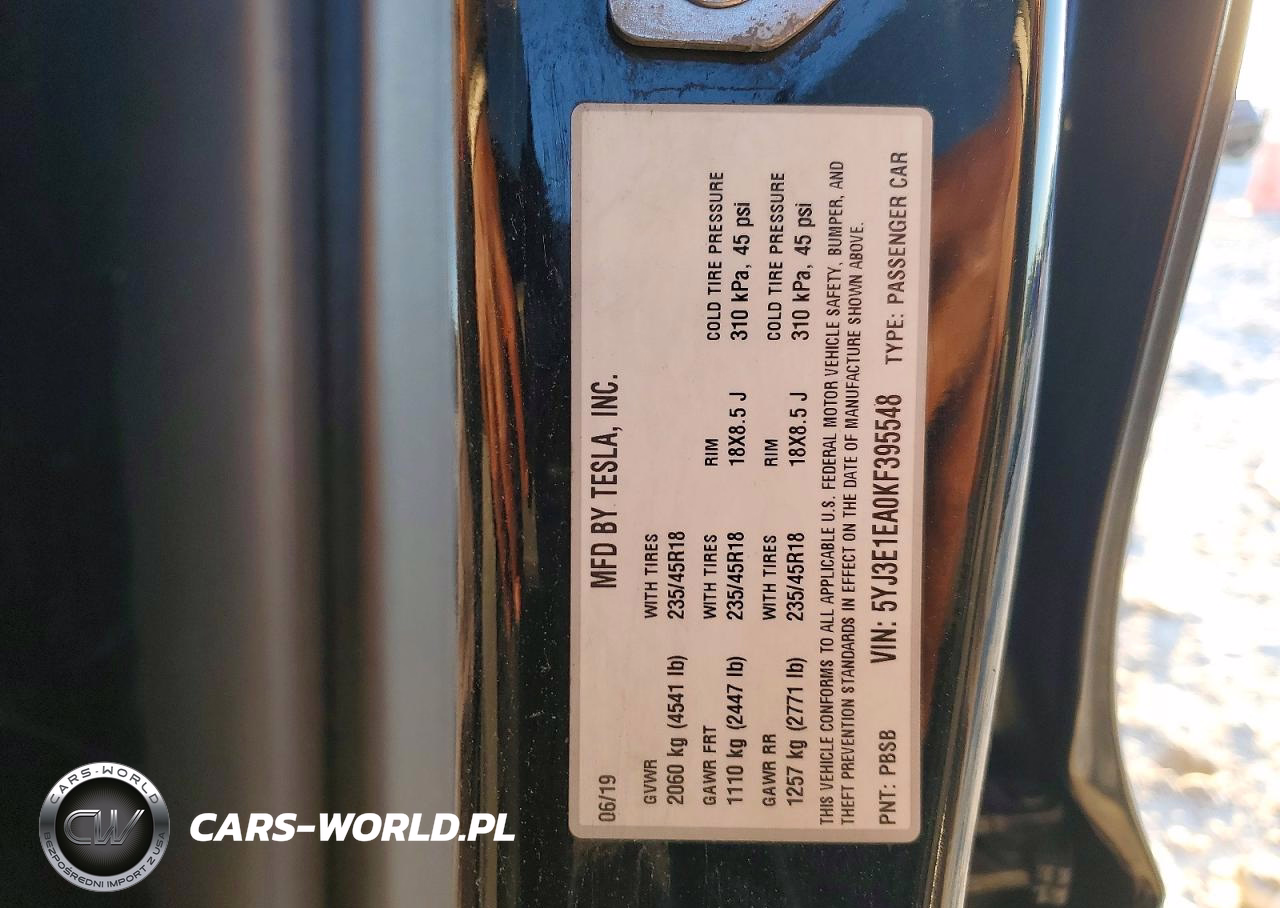 06/19 MFD BY TESLA, INC.
GVWR WITH TIRES
2060 kg (4541 lb) 235/45R18
GAWR FRT WITH TIRES RIM COLD TIRE PRESSURE
1110 kg (2447 lb) 235/45R18 18X8.5 J 310 kPa, 45 psi
GAWR RR WITH TIRES RIM COLD TIRE PRESSURE
1257 kg (2771 lb) 235/45R18 18X8.5 J 310 kPa, 45 psi
THIS VEHICLE CONFORMS TO ALL APPLICABLE U.S. FEDERAL MOTOR VEHICLE SAFETY, BUMPER, AND
THEFT PREVENTION STANDARDS IN EFFECT ON THE DATE OF MANUFACTURE SHOWN ABOVE.
PNT: PBSB VIN: 5YJ3E1EA0KF395548 TYPE: PASSENGER CAR
CARS-WORLD
CW
BEZPOŚREDNI IMPORT Z USA
CARS-WORLD.PL